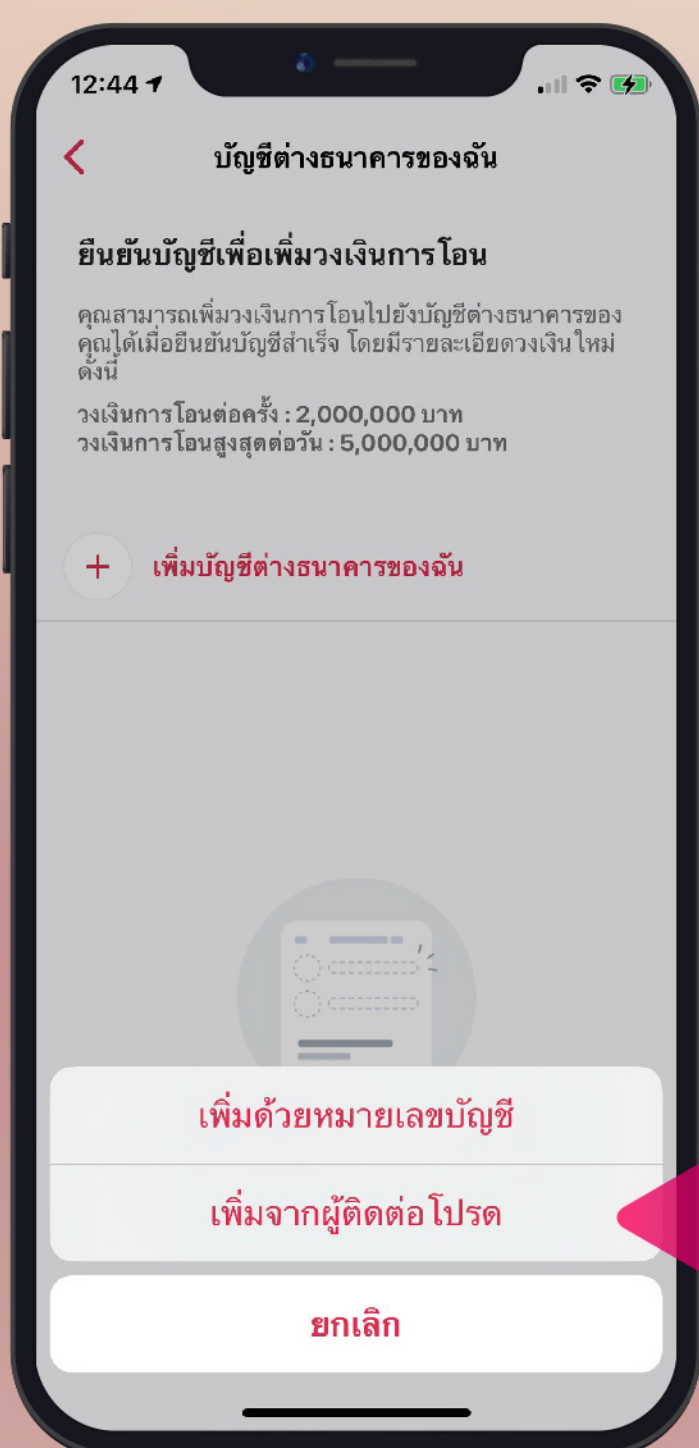 12:44
บัญชีต่างธนาคารของฉัน
ยืนยันบัญชีเพื่อเพิ่มวงเงินการโอน
คุณสามารถเพิ่มวงเงินการโอนไปยังบัญชีต่างธนาคารของ
คุณได้เมื่อยืนยันบัญชีสำเร็จ โดยมีรายละเอียดวงเงินใหม่
ดังนี้
วงเงินการโอนต่อครั้ง : 2,000,000 บาท
วงเงินการโอนสูงสุดต่อวัน : 5,000,000 บาท
+ เพิ่มบัญชีต่างธนาคารของฉัน
เพิ่มด้วยหมายเลขบัญชี
เพิ่มจากผู้ติดต่อโปรด
ยกเลิก